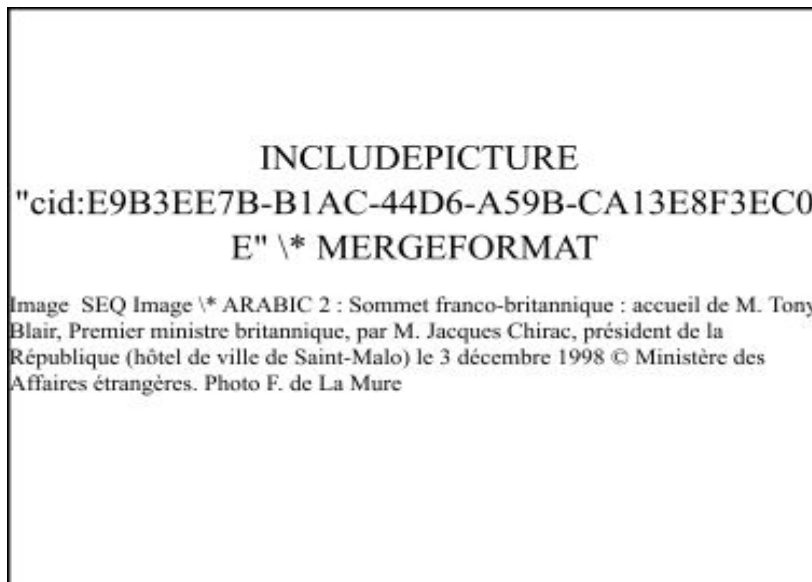 INCLUDEPICTURE
"cid:E9B3EE7B-B1AC-44D6-A59B-CA13E8F3EC0
E" \* MERGEFORMAT
Image SEQ Image \* ARABIC 2 : Sommet franco-britannique : accueil de M. Tony
Blair, Premier ministre britannique, par M. Jacques Chirac, président de la
République (hôtel de ville de Saint-Malo) le 3 décembre 1998 © Ministère des
Affaires étrangères. Photo F. de La Mure